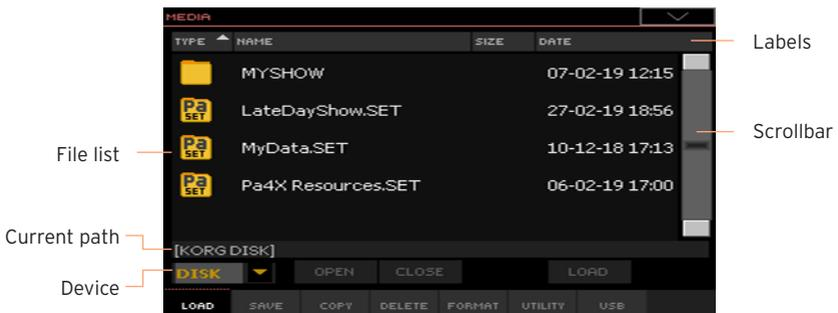 MEDIA
TYPE NAME SIZE DATE
Labels
MYSHOW 07-02-19 12:15
Pa SET LateDayShow.SET 27-02-19 18:56
Scrollbar
File list
Pa SET MyData.SET 10-12-18 17:13
Pa SET Pa4X Resources.SET 06-02-19 17:00
Current path
[KORG DISK]
Device
DISK OPEN CLOSE LOAD
LOAD SAVE COPY DELETE FORMAT UTILITY USB